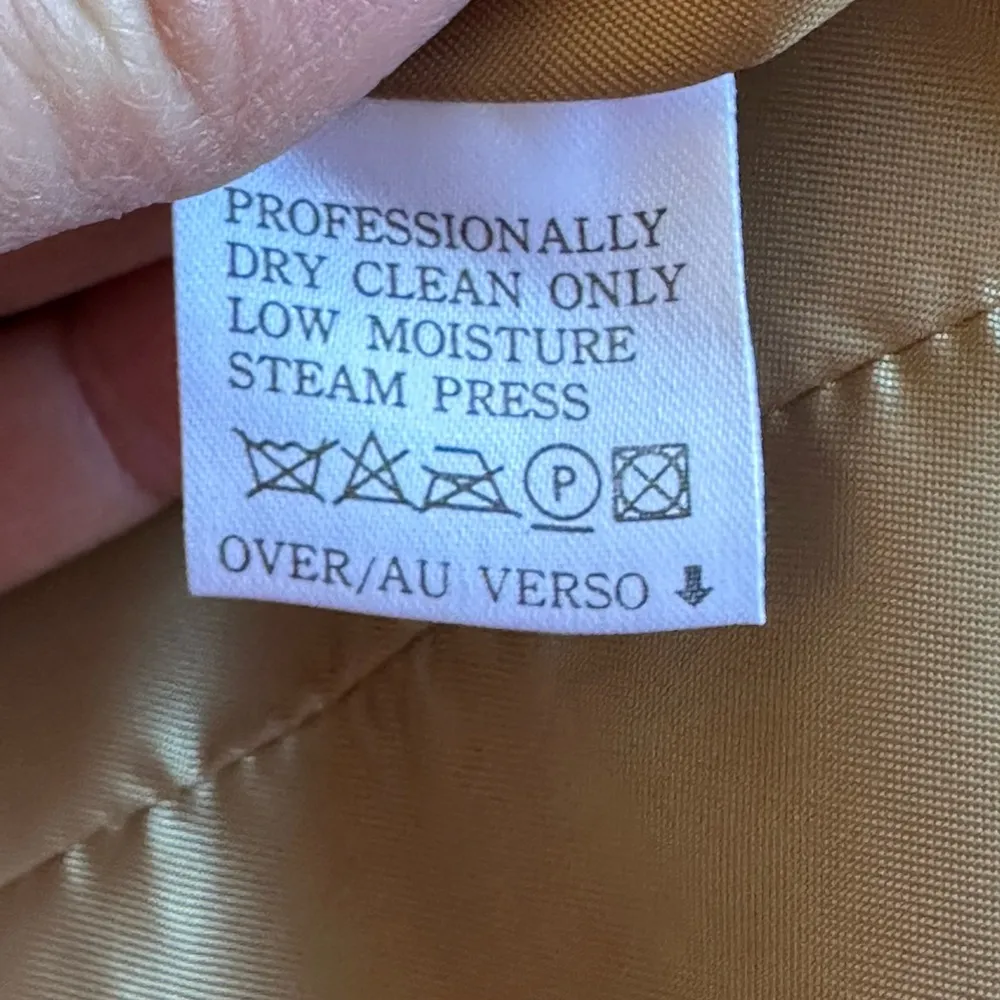 PROFESSIONALLY
DRY CLEAN ONLY
LOW MOISTURE
STEAM PRESS
P
OVER/AU VERSO